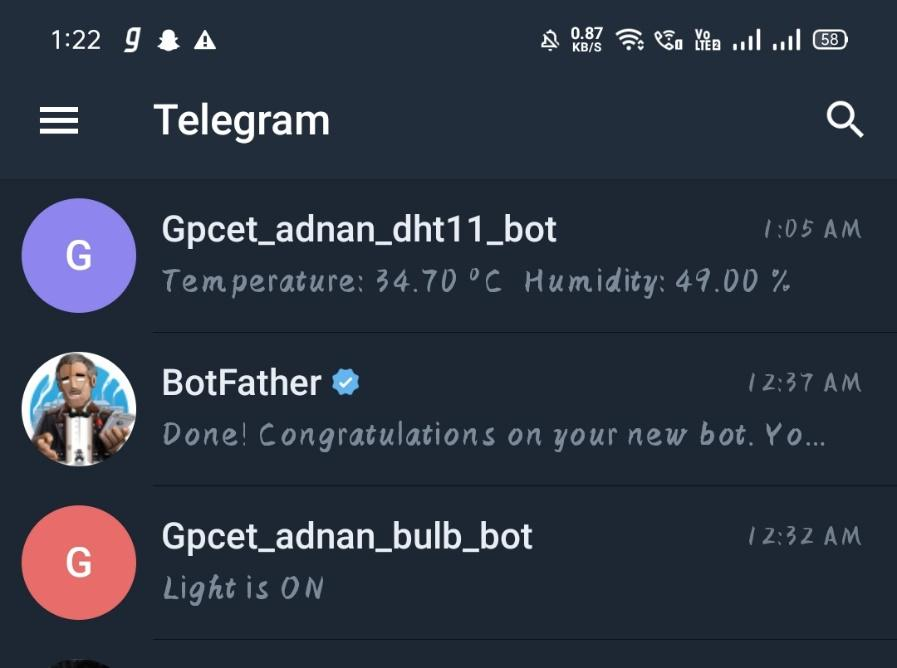 1:22 g 0.87 KB/S Vo LTE2 58
Telegram
G Gpcet_adnan_dht11_bot 1:05 AM
Temperature: 34.70 °C Humidity: 49.00 %
BotFather 12:37 AM
Done! Congratulations on your new bot. Yo...
G Gpcet_adnan_bulb_bot 12:32 AM
Light is ON